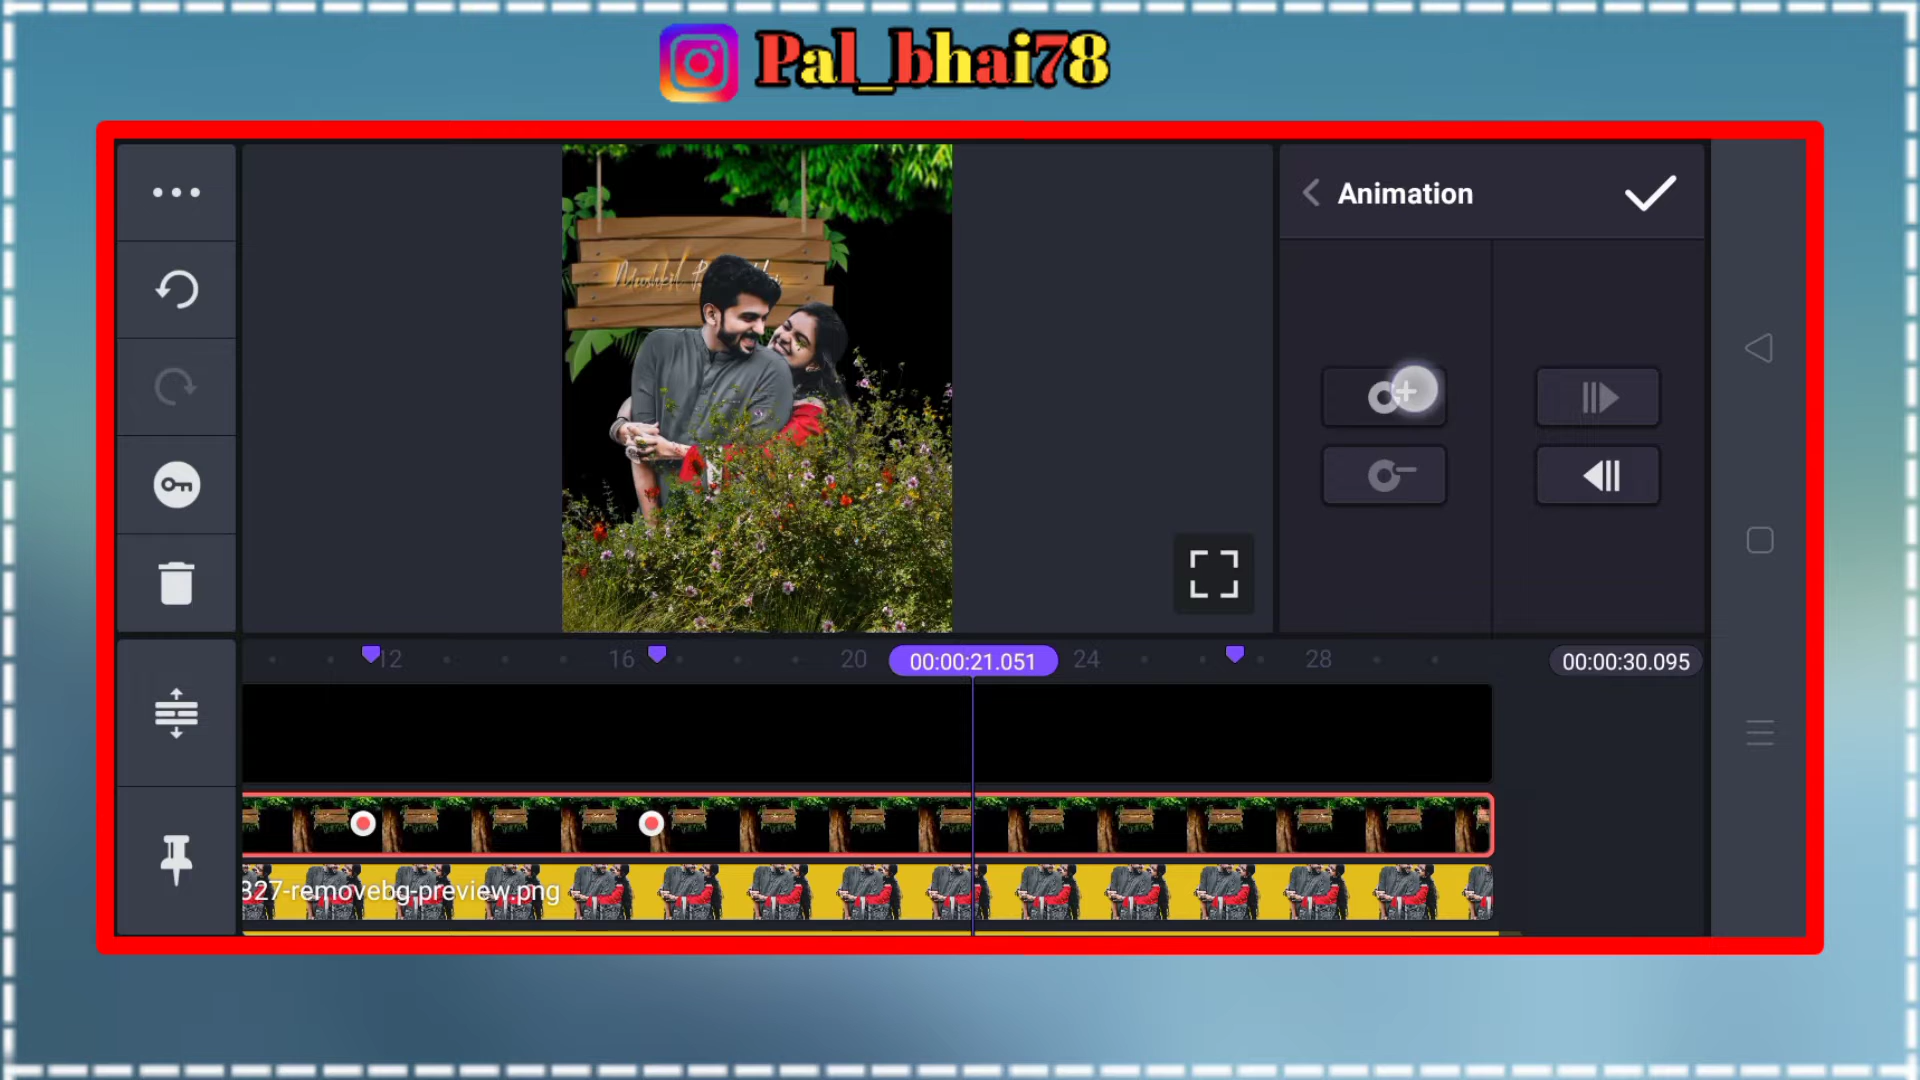 Pal_bhai78
Animation
12
16
20
00:00:21.051
24
28
00:00:30.095
327-removebg-preview.png